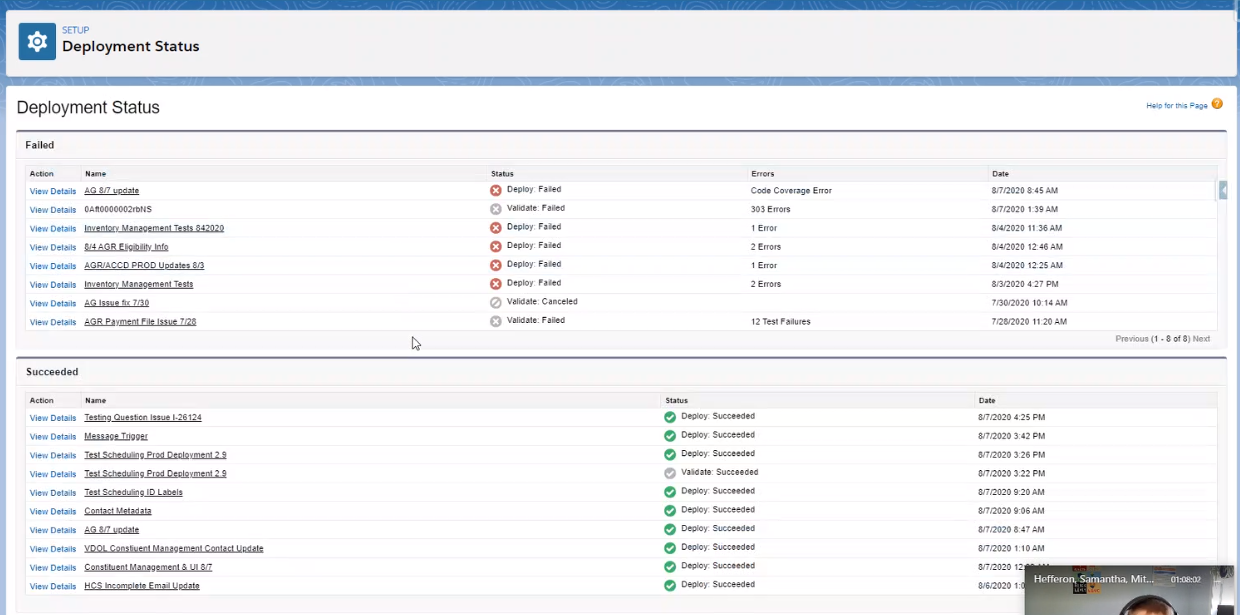 SETUP
Deployment Status
Deployment Status
Help for this Page ?
Failed
Action Name Status Errors Date
View Details AG 8/7 update Deploy: Failed Code Coverage Error 8/7/2020 8:45 AM
View Details 0Aft0000002rbNS Validate: Failed 303 Errors 8/7/2020 1:39 AM
View Details Inventory Management Tests 842020 Deploy: Failed 1 Error 8/4/2020 11:36 AM
View Details 8/4 AGR Eligibility Info Deploy: Failed 2 Errors 8/4/2020 12:46 AM
View Details AGR/ACCD PROD Updates 8/3 Deploy: Failed 1 Error 8/4/2020 12:25 AM
View Details Inventory Management Tests Deploy: Failed 2 Errors 8/3/2020 4:27 PM
View Details AG Issue fix 7/30 Validate: Canceled 7/30/2020 10:14 AM
View Details AGR Payment File Issue 7/28 Validate: Failed 12 Test Failures 7/28/2020 11:20 AM
Previous (1 - 8 of 8) Next
Succeeded
Action Name Status Date
View Details Testing Question Issue I-26124 Deploy: Succeeded 8/7/2020 4:25 PM
View Details Message Trigger Deploy: Succeeded 8/7/2020 3:42 PM
View Details Test Scheduling Prod Deployment 2.9 Deploy: Succeeded 8/7/2020 3:26 PM
View Details Test Scheduling Prod Deployment 2.9 Validate: Succeeded 8/7/2020 3:22 PM
View Details Test Scheduling ID Labels Deploy: Succeeded 8/7/2020 9:20 AM
View Details Contact Metadata Deploy: Succeeded 8/7/2020 9:06 AM
View Details AG 8/7 update Deploy: Succeeded 8/7/2020 8:47 AM
View Details VDOL Constiuent Management Contact Update Deploy: Succeeded 8/7/2020 1:10 AM
View Details Constituent Management & UI 8/7 Deploy: Succeeded 8/7/2020
View Details HCS Incomplete Email Update Deploy: Succeeded 8/6/2020
Hefferon, Samantha, Mit... 01:08:02 ...